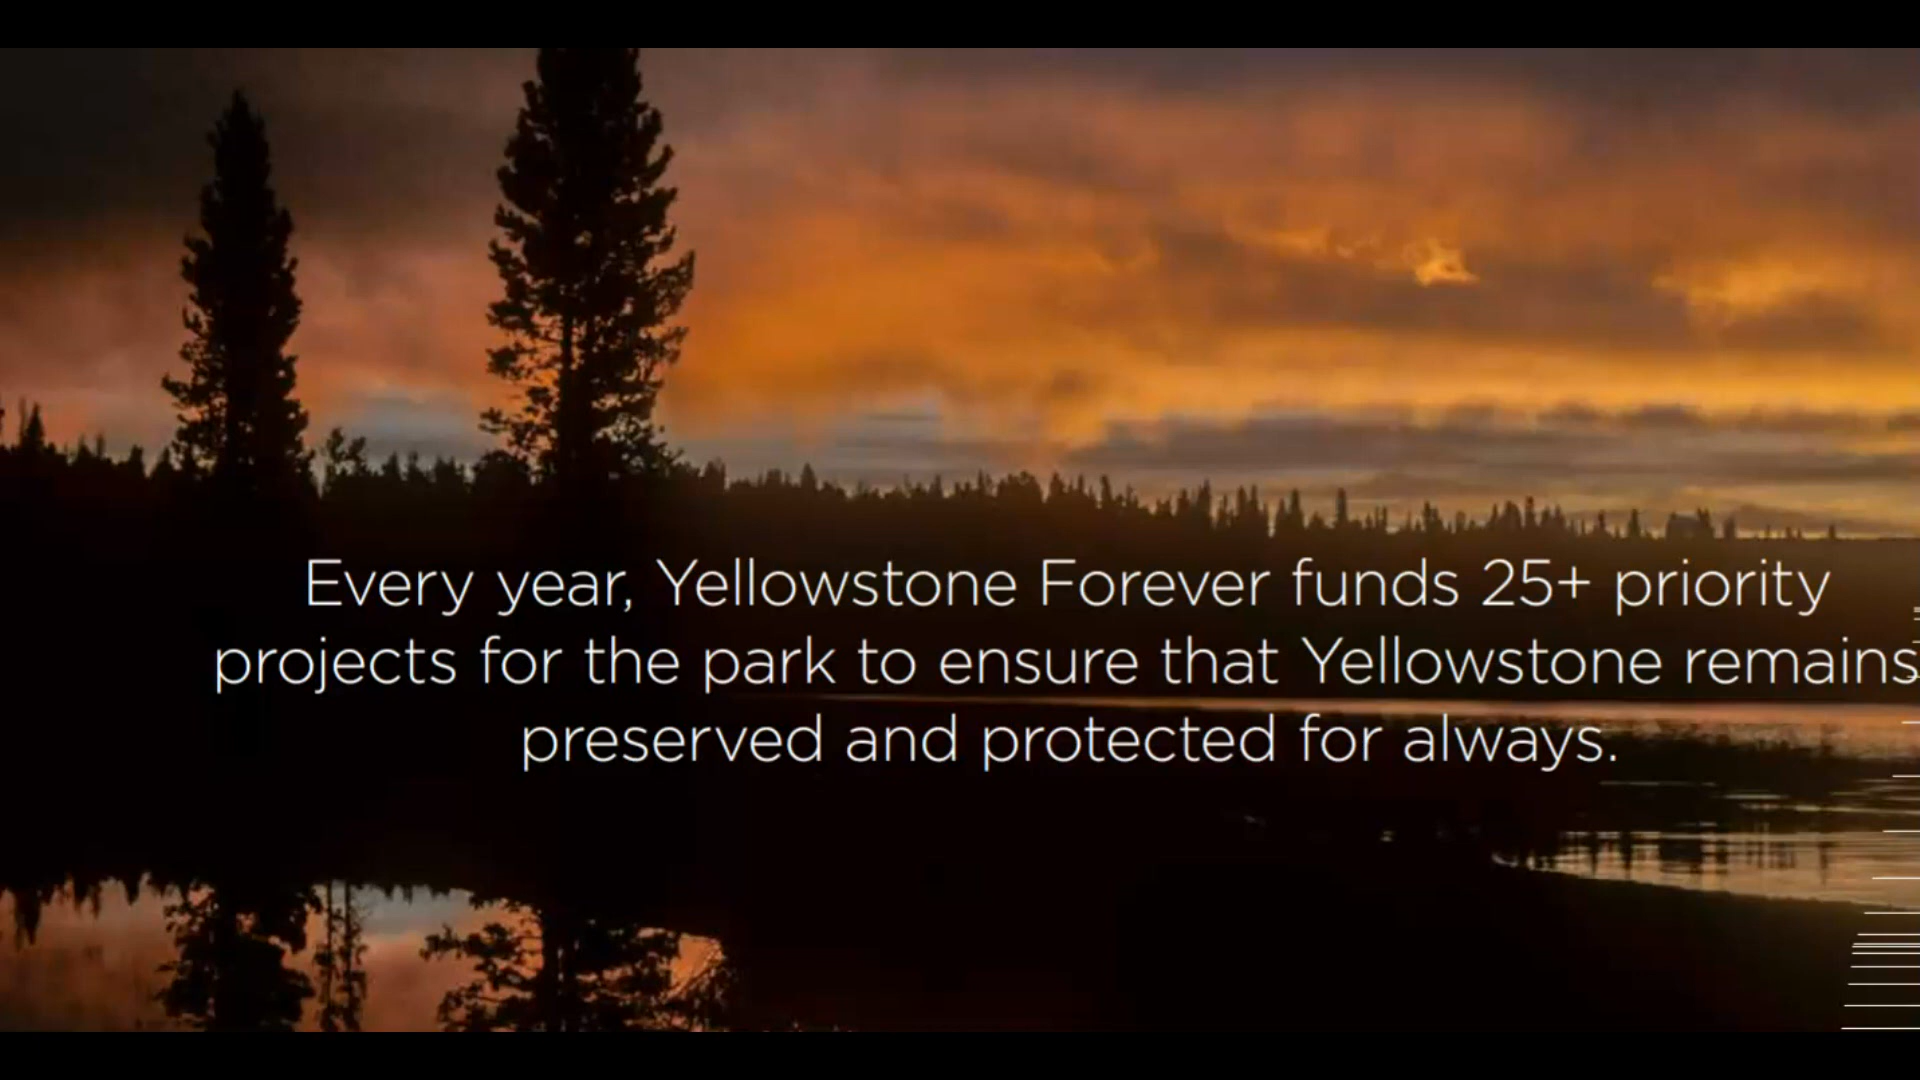 Every year, Yellowstone Forever funds 25+ priority
projects for the park to ensure that Yellowstone remains
preserved and protected for always.